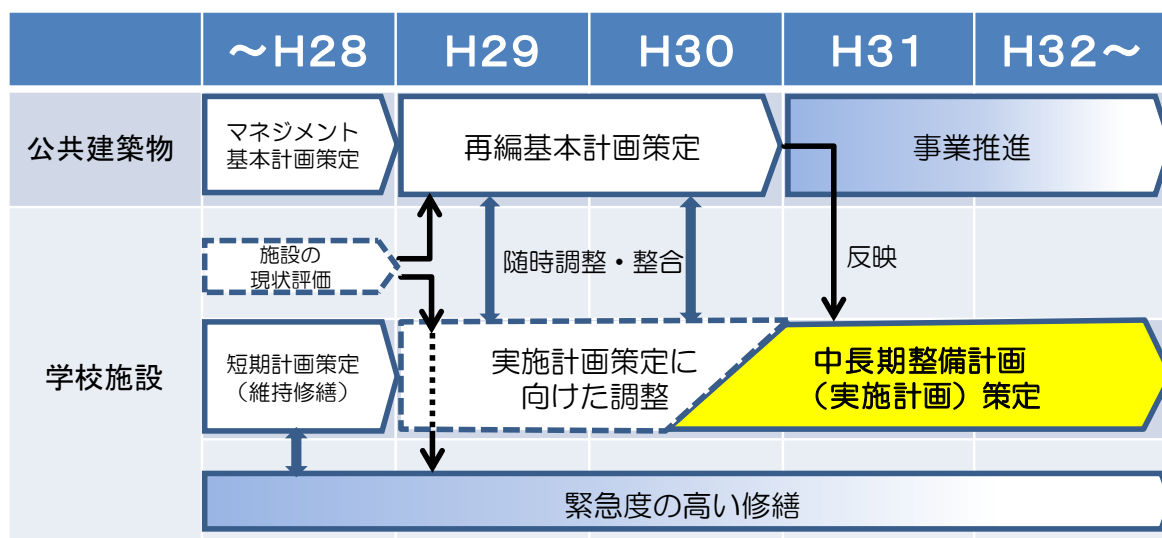 ～H28
H29
H30
H31
H32～
公共建築物
マネジメント
基本計画策定
再編基本計画策定
事業推進
施設の
現状評価
随時調整・整合
反映
学校施設
短期計画策定
（維持修繕）
実施計画策定に
向けた調整
中長期整備計画
（実施計画）策定
緊急度の高い修繕